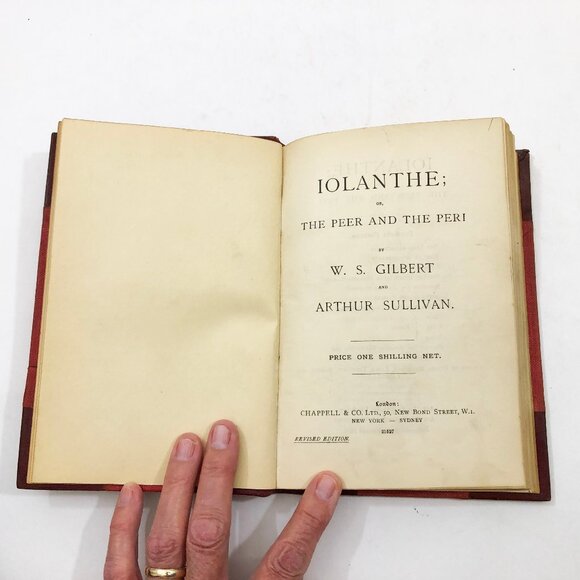 IOLANTHE;
OR,
THE PEER AND THE PERI
BY
W. S. GILBERT
AND
ARTHUR SULLIVAN.
PRICE ONE SHILLING NET.
London:
CHAPPELL & CO. LTD., 50, NEW BOND STREET, W.1.
NEW YORK — SYDNEY
REVISED EDITION.